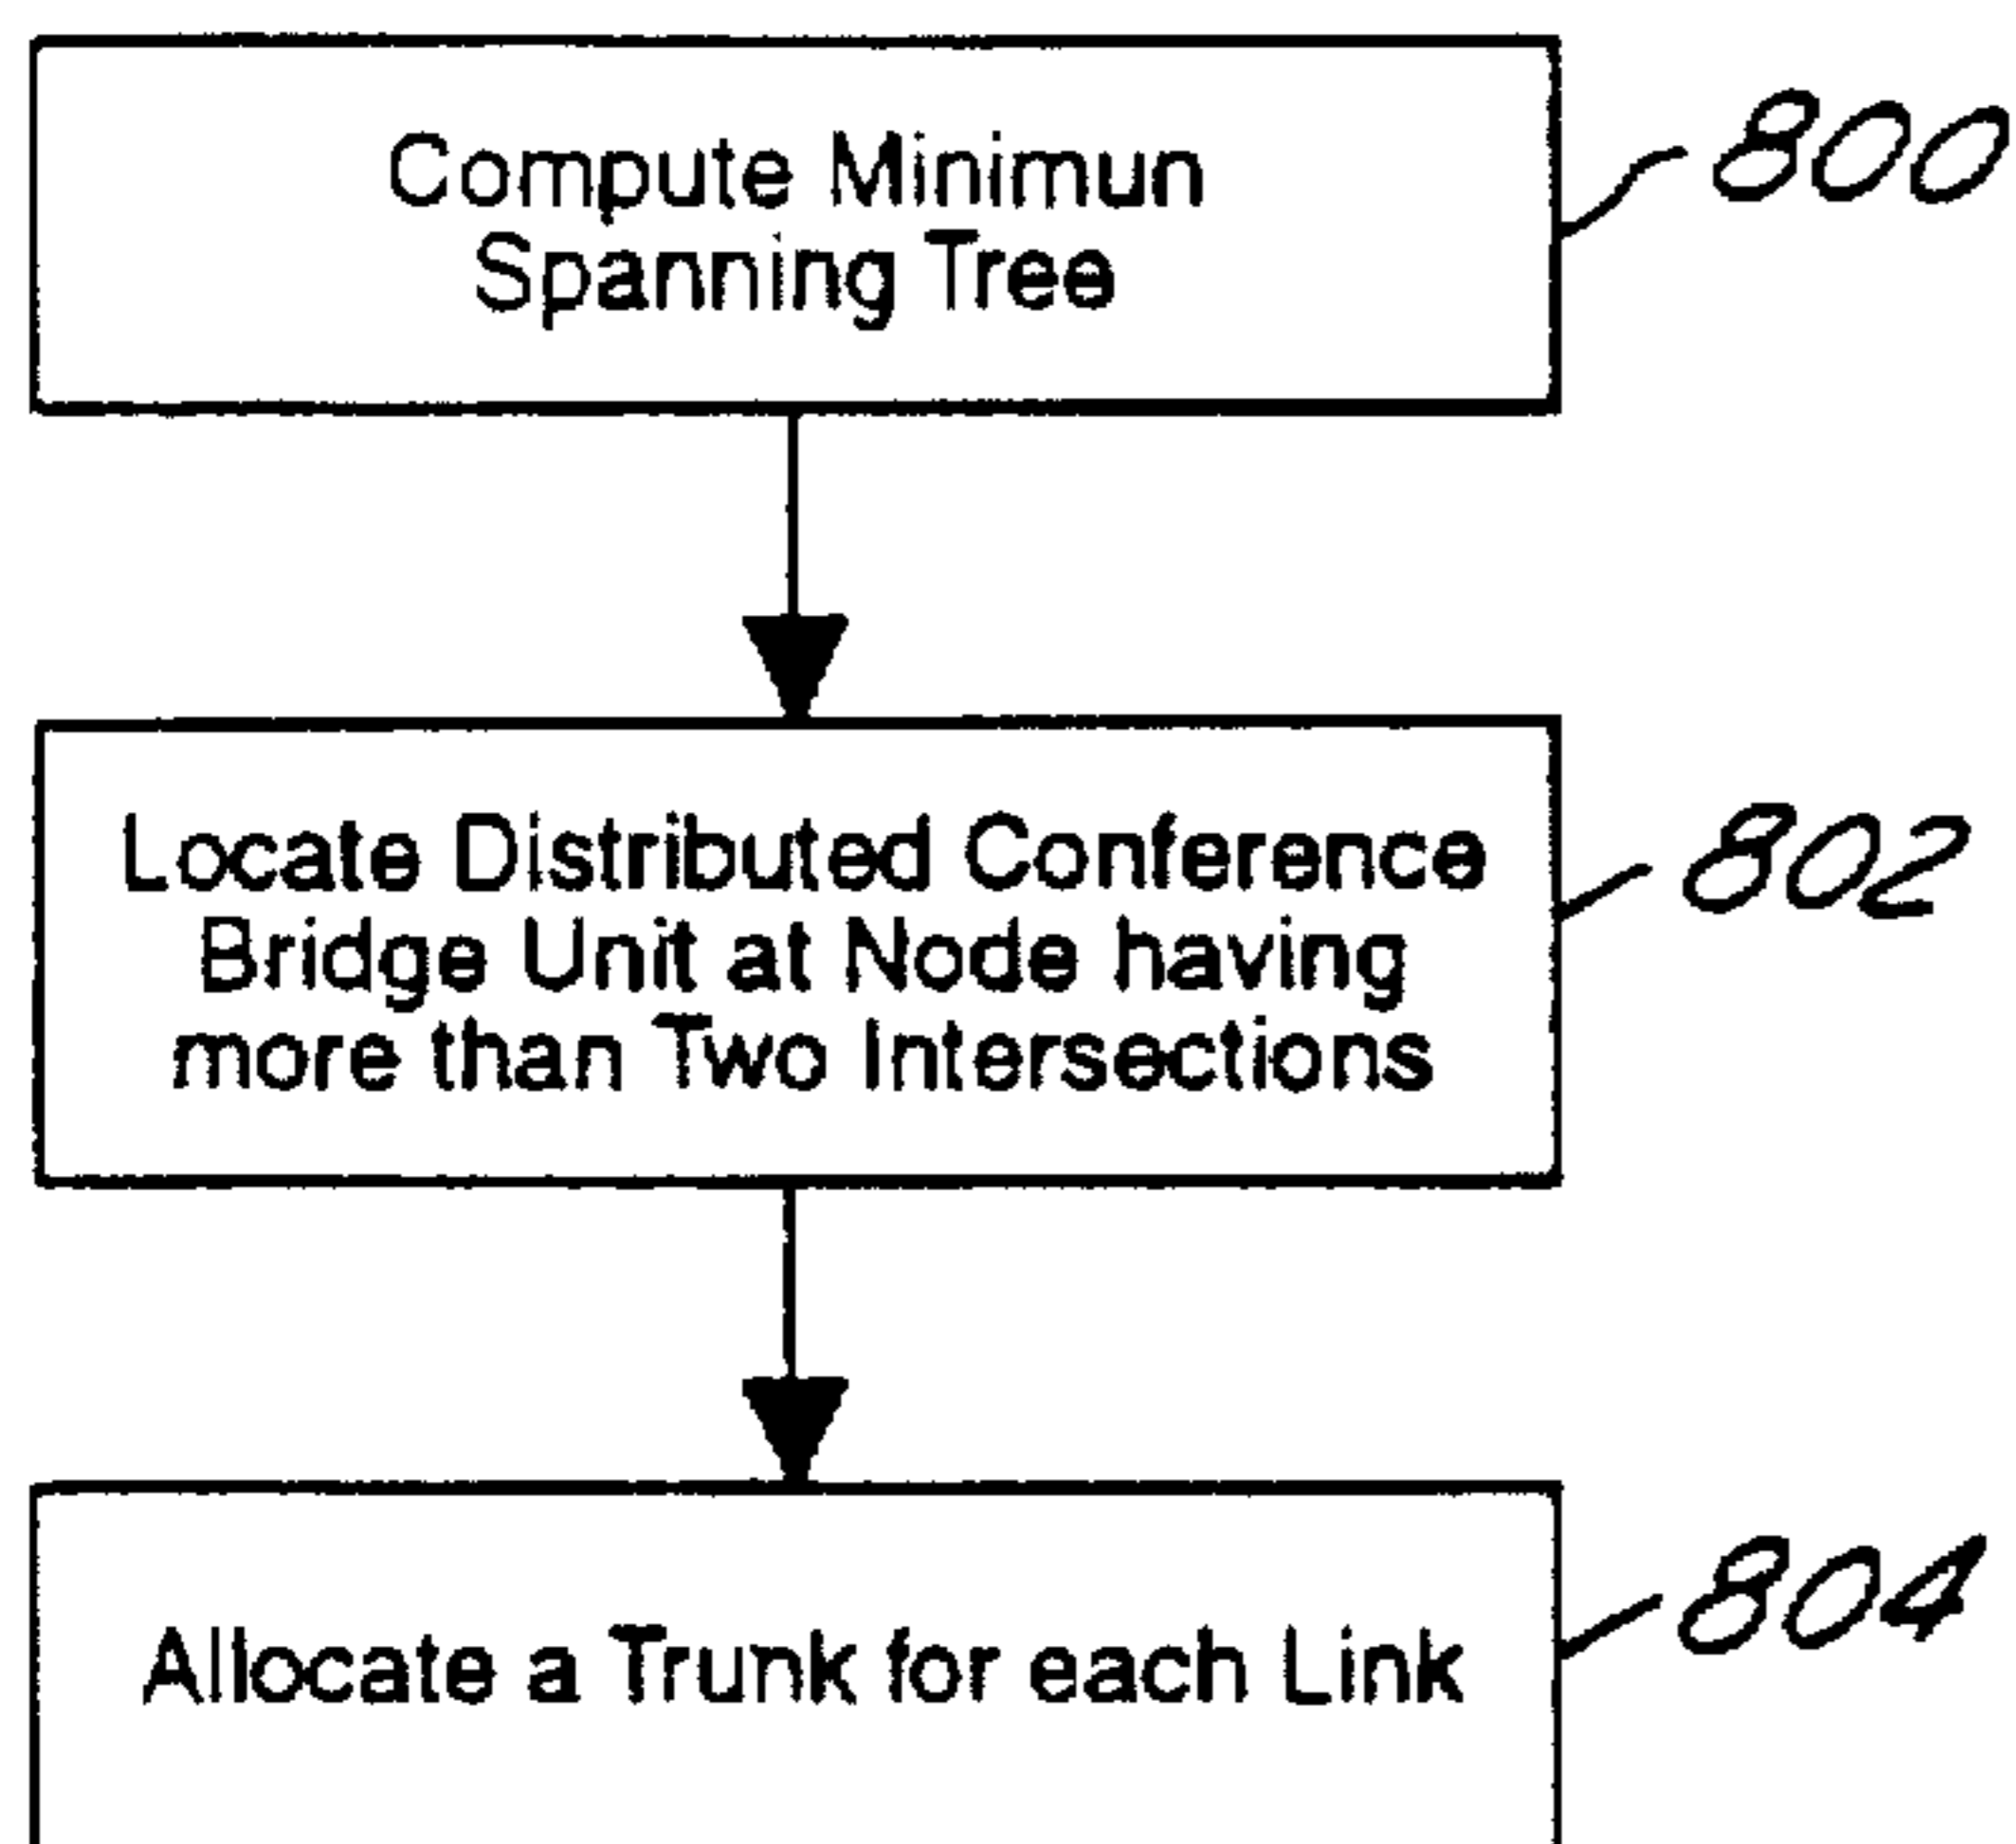 Compute Minimun
Spanning Tree
800
Locate Distributed Conference
Bridge Unit at Node having
more than Two Intersections
802
Allocate a Trunk for each Link
804